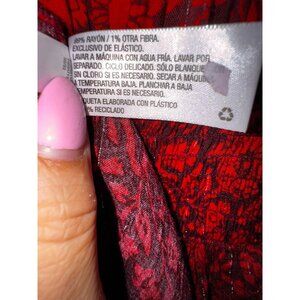 99% RAYÓN / 1% OTRA FIBRA.
EXCLUSIVO DE ELÁSTICO.
LAVAR A MÁQUINA CON AGUA FRÍA. LAVAR POR
SEPARADO. CICLO DELICADO. SÓLO BLANQUE
SIN CLORO SI ES NECESARIO. SECAR A MÁQUI
A TEMPERATURA BAJA. PLANCHAR A BAJA
TEMPERATURA SI ES NECESARIO.
QUETA ELABORADA CON PLÁSTICO
% RECICLADO